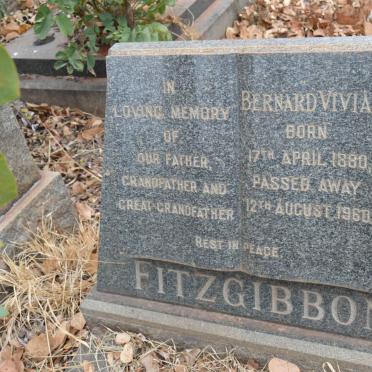 IN
LOVING MEMORY
OF
OUR FATHER,
GRANDFATHER AND
GREAT-GRANDFATHER
BERNARD VIVIA
BORN
17TH APRIL 1880,
PASSED AWAY
12TH AUGUST, 1960.
REST IN PEACE
FITZGIBBON